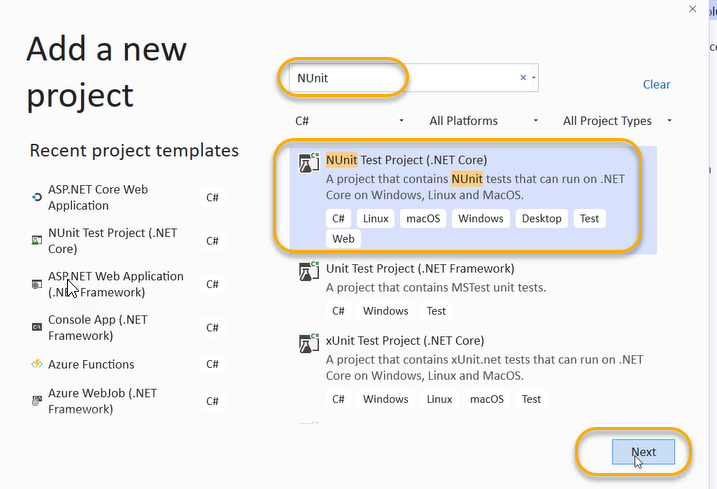 Add a new
project
NUnit
Clear
C#
All Platforms
All Project Types
Recent project templates
ASP.NET Core Web
Application
C#
NUnit Test Project (.NET
Core)
C#
ASP.NET Web Application
(.NET Framework)
C#
Console App (.NET
Framework)
C#
Azure Functions
C#
Azure WebJob (.NET
Framework)
C#
NUnit Test Project (.NET Core)
A project that contains NUnit tests that can run on .NET
Core on Windows, Linux and MacOS.
C# Linux macOS Windows Desktop Test
Web
Unit Test Project (.NET Framework)
A project that contains MSTest unit tests.
C# Windows Test
xUnit Test Project (.NET Core)
A project that contains xUnit.net tests that can run on .NET
Core on Windows, Linux and MacOS.
C# Windows Linux macOS Test
Next